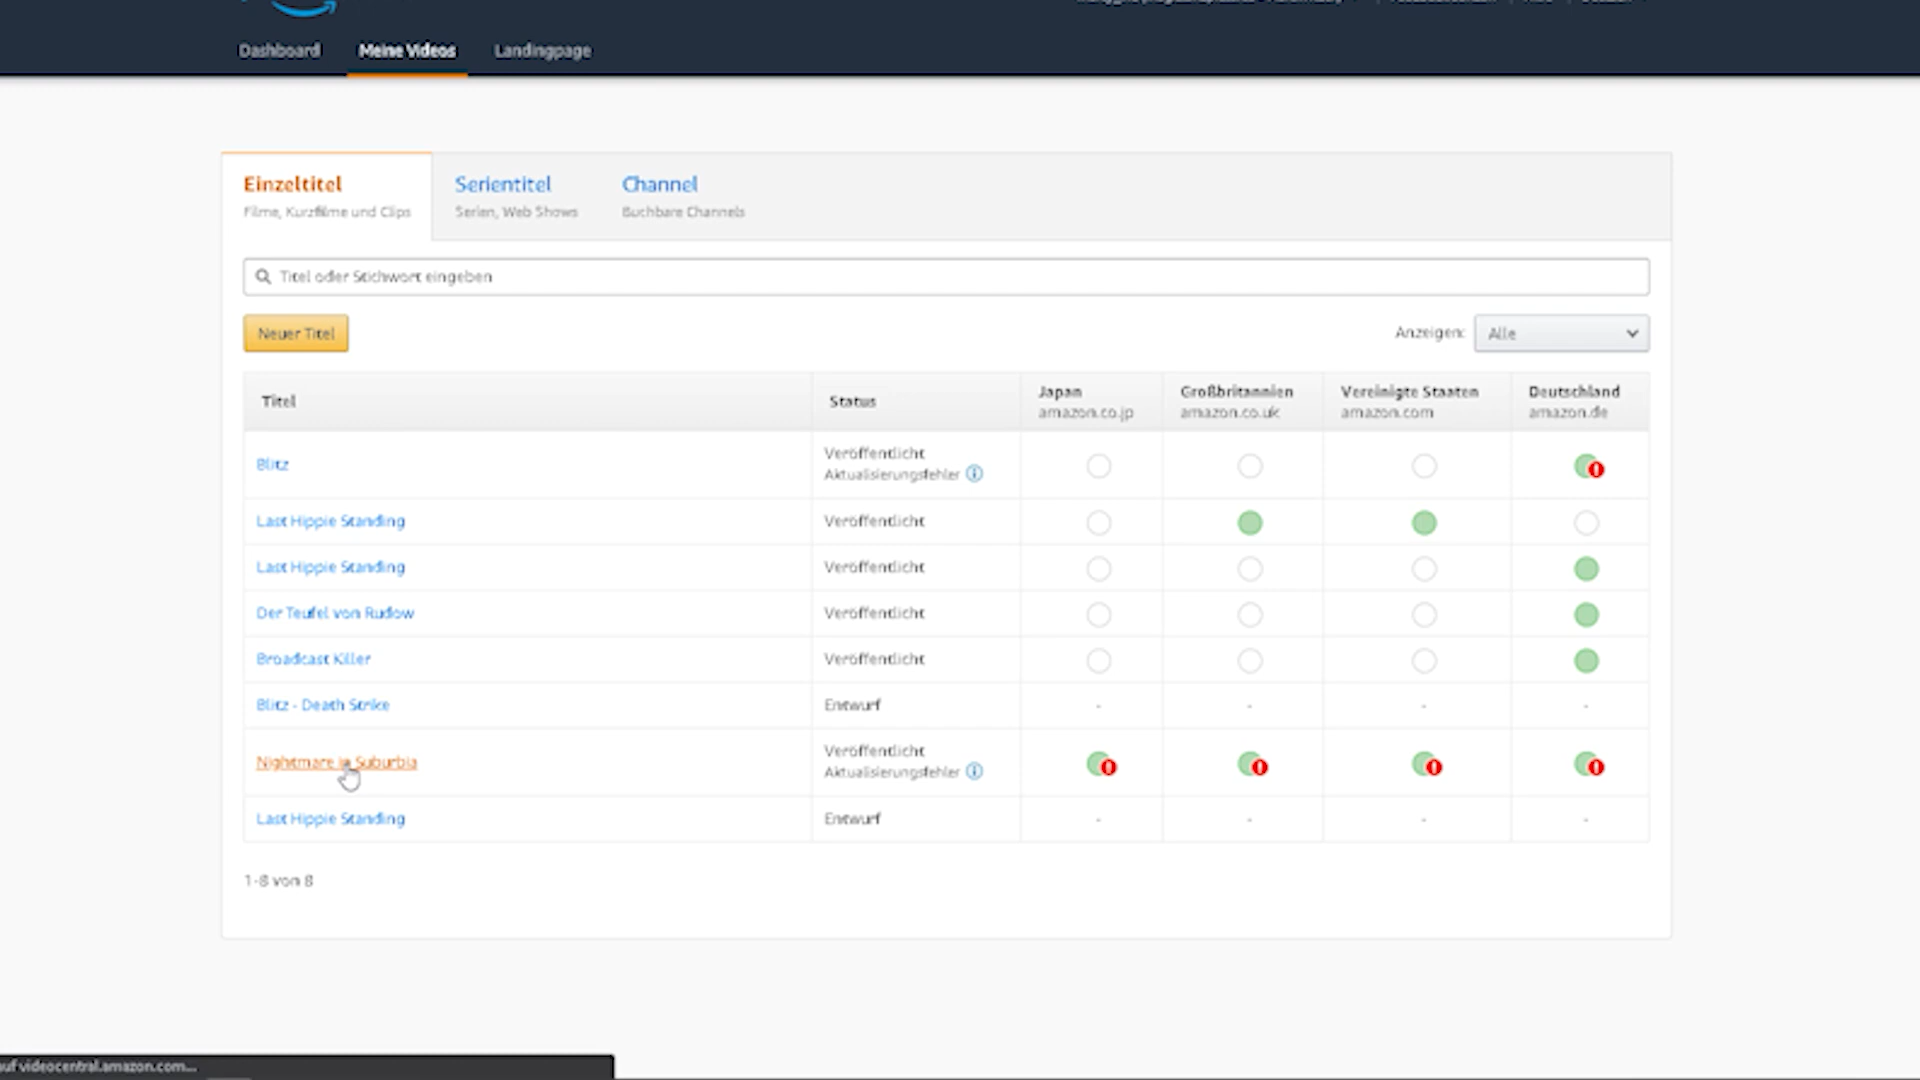 Dashboard
Meine Videos
Landingpage
Einzeltitel
Filme, Kurzfilme und Clips
Serientitel
Serien, Web Shows
Channel
Buchbare Channels
Titel oder Stichwort eingeben
Neuer Titel
Anzeigen: Alle
Titel
Status
Japan
amazon.co.jp
Großbritannien
amazon.co.uk
Vereinigte Staaten
amazon.com
Deutschland
amazon.de
Blitz
Veröffentlicht
Aktualisierungsfehler
Last Hippie Standing
Veröffentlicht
Last Hippie Standing
Veröffentlicht
Der Teufel von Rudow
Veröffentlicht
Broadcast Killer
Veröffentlicht
Blitz - Death Strike
Entwurf
- - - -
Nightmare in Suburbia
Veröffentlicht
Aktualisierungsfehler
Last Hippie Standing
Entwurf
- - - -
1-8 von 8
auf videocentral.amazon.com...